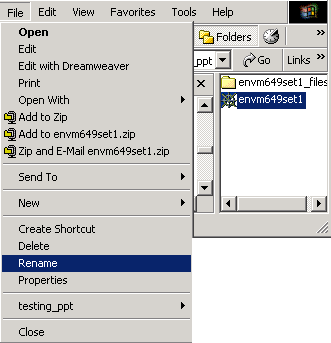 File Edit View Favorites Tools Help
Open
Edit
Edit with Dreamweaver
Print
Open With
Add to Zip
Add to envm649set1.zip
Zip and E-Mail envm649set1.zip
Send To
New
Create Shortcut
Delete
Rename
Properties
testing_ppt
Close
Folders
_ppt Go Links »
envm649set1_files
envm649set1